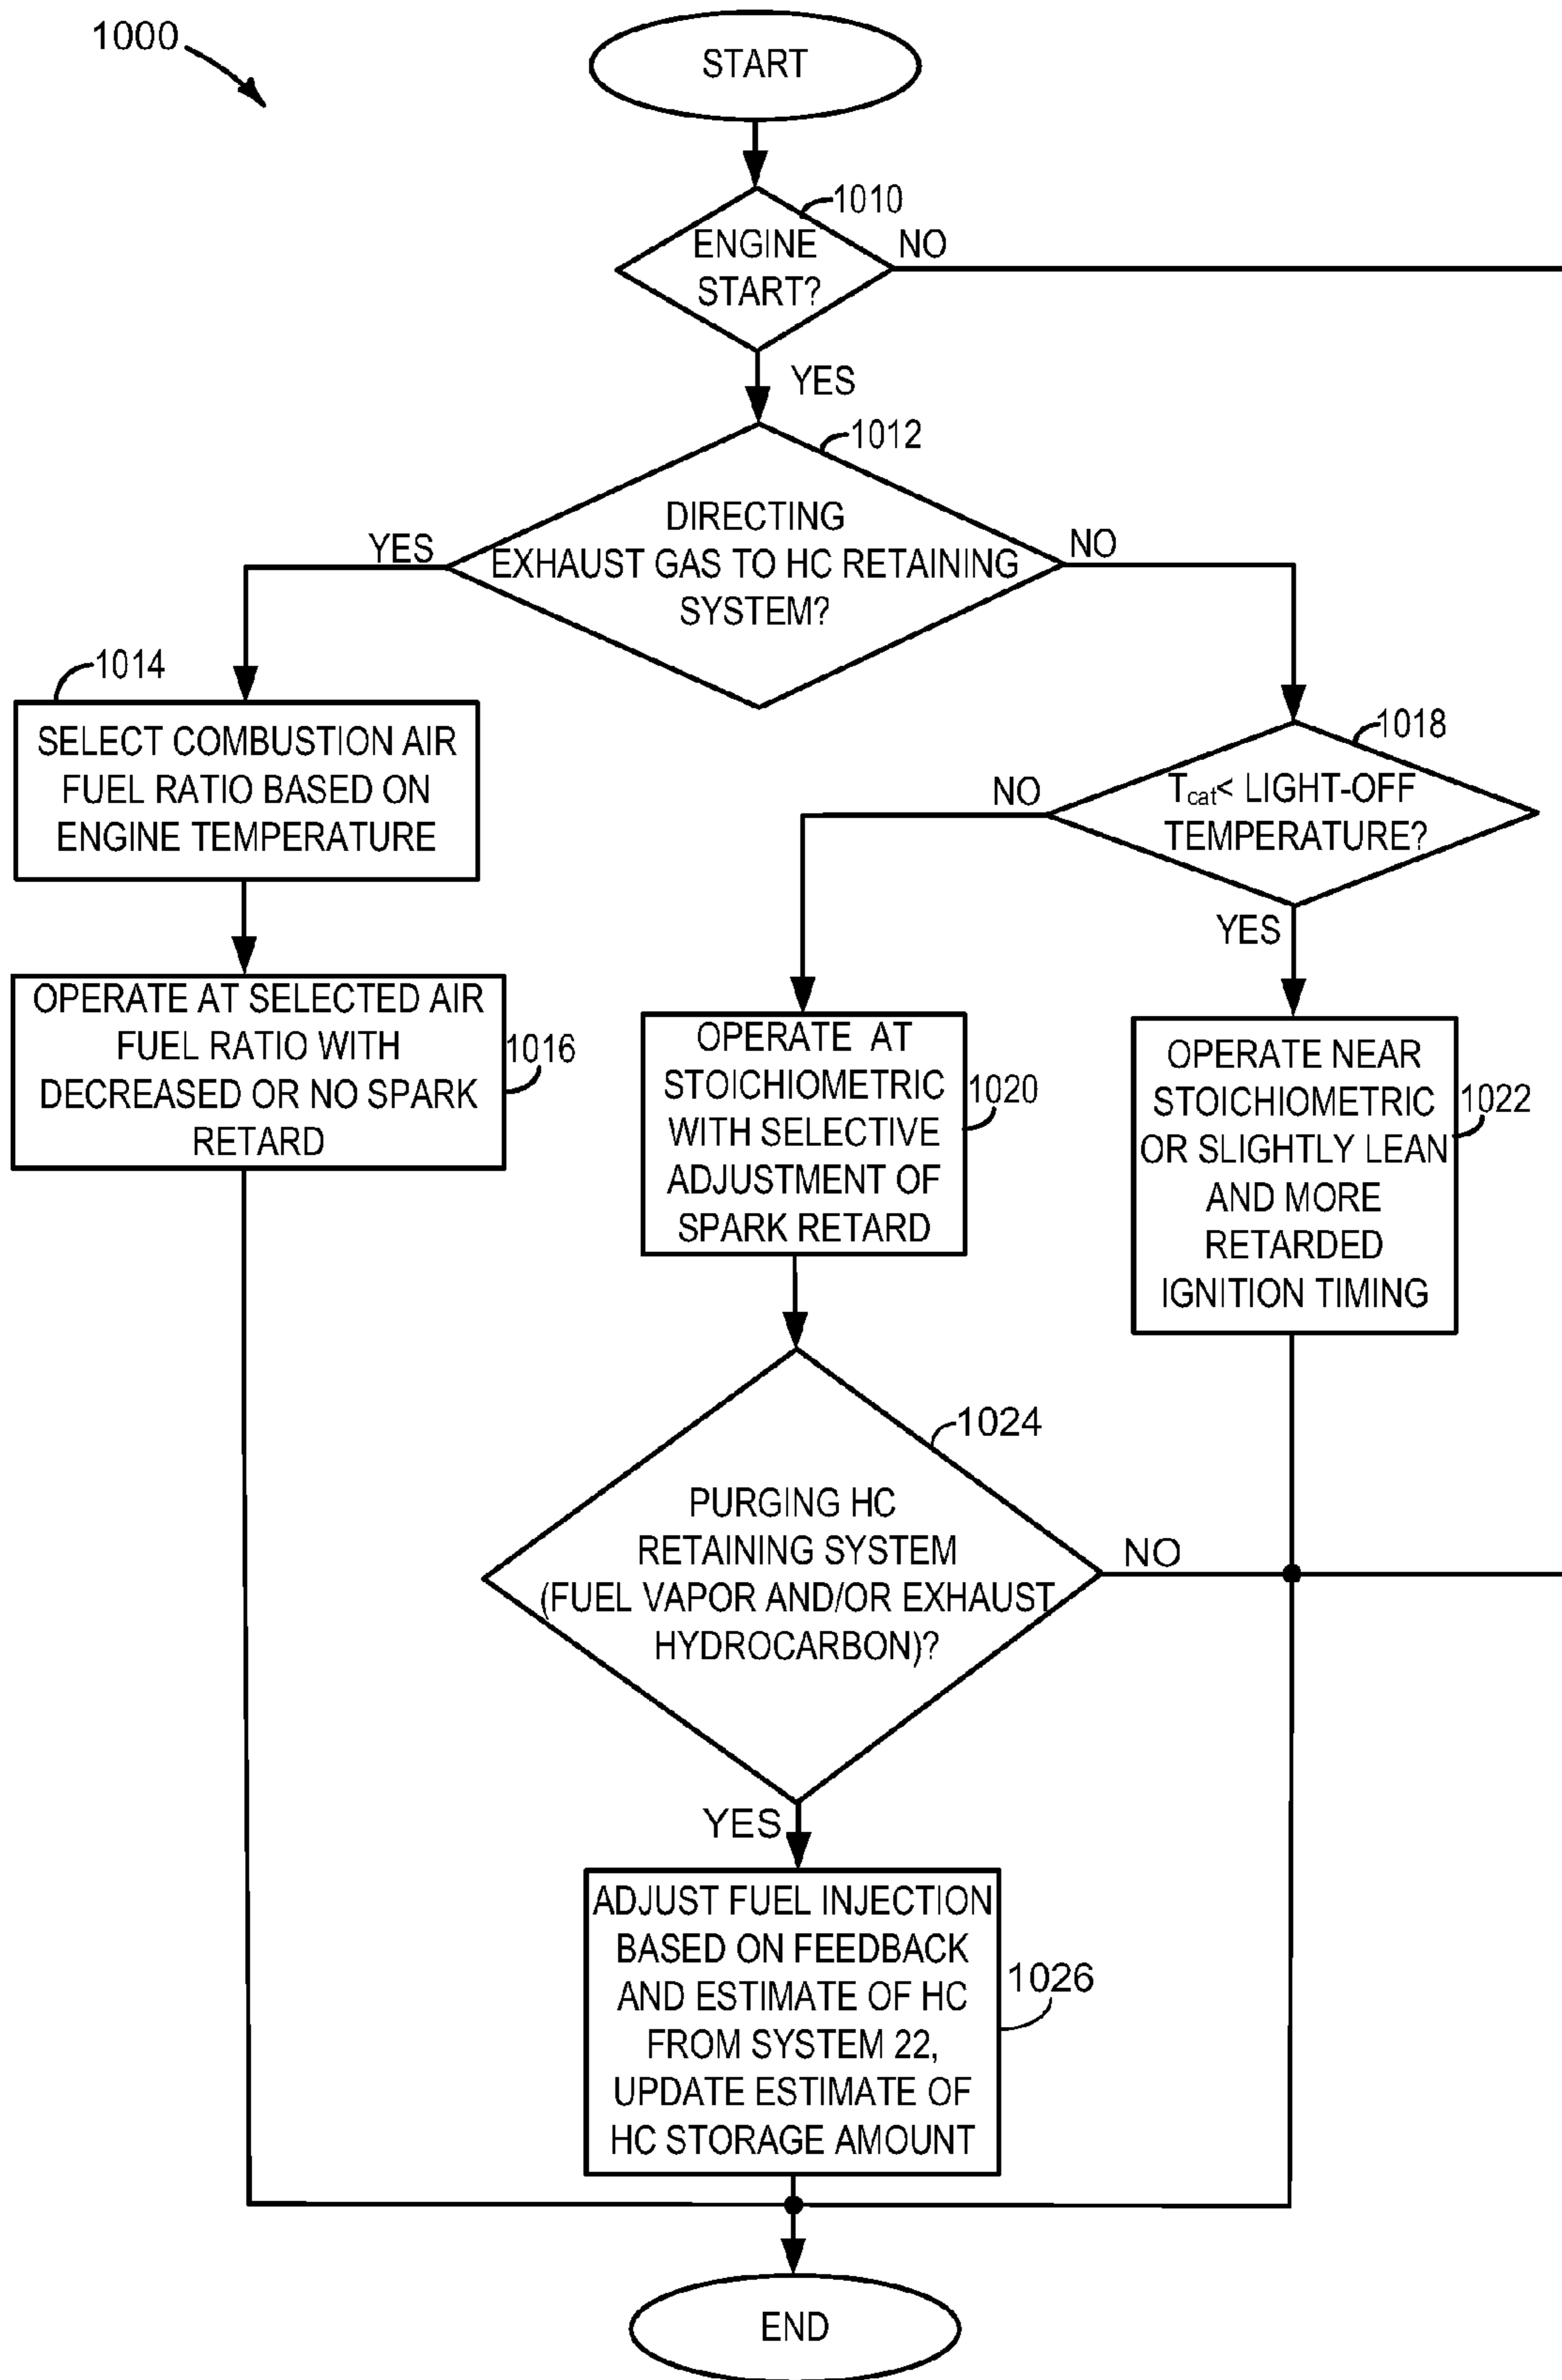 1000
START
1010
ENGINE
START?
NO
YES
1012
DIRECTING
EXHAUST GAS TO HC RETAINING
SYSTEM?
YES
NO
1014
SELECT COMBUSTION AIR
FUEL RATIO BASED ON
ENGINE TEMPERATURE
1018
Tcat< LIGHT-OFF
TEMPERATURE?
NO
YES
OPERATE AT SELECTED AIR
FUEL RATIO WITH
DECREASED OR NO SPARK
RETARD
1016
OPERATE AT
STOICHIOMETRIC
WITH SELECTIVE
ADJUSTMENT OF
SPARK RETARD
1020
OPERATE NEAR
STOICHIOMETRIC
OR SLIGHTLY LEAN
AND MORE
RETARDED
IGNITION TIMING
1022
1024
PURGING HC
RETAINING SYSTEM
(FUEL VAPOR AND/OR EXHAUST
HYDROCARBON)?
NO
YES
ADJUST FUEL INJECTION
BASED ON FEEDBACK
AND ESTIMATE OF HC
FROM SYSTEM 22,
UPDATE ESTIMATE OF
HC STORAGE AMOUNT
1026
END